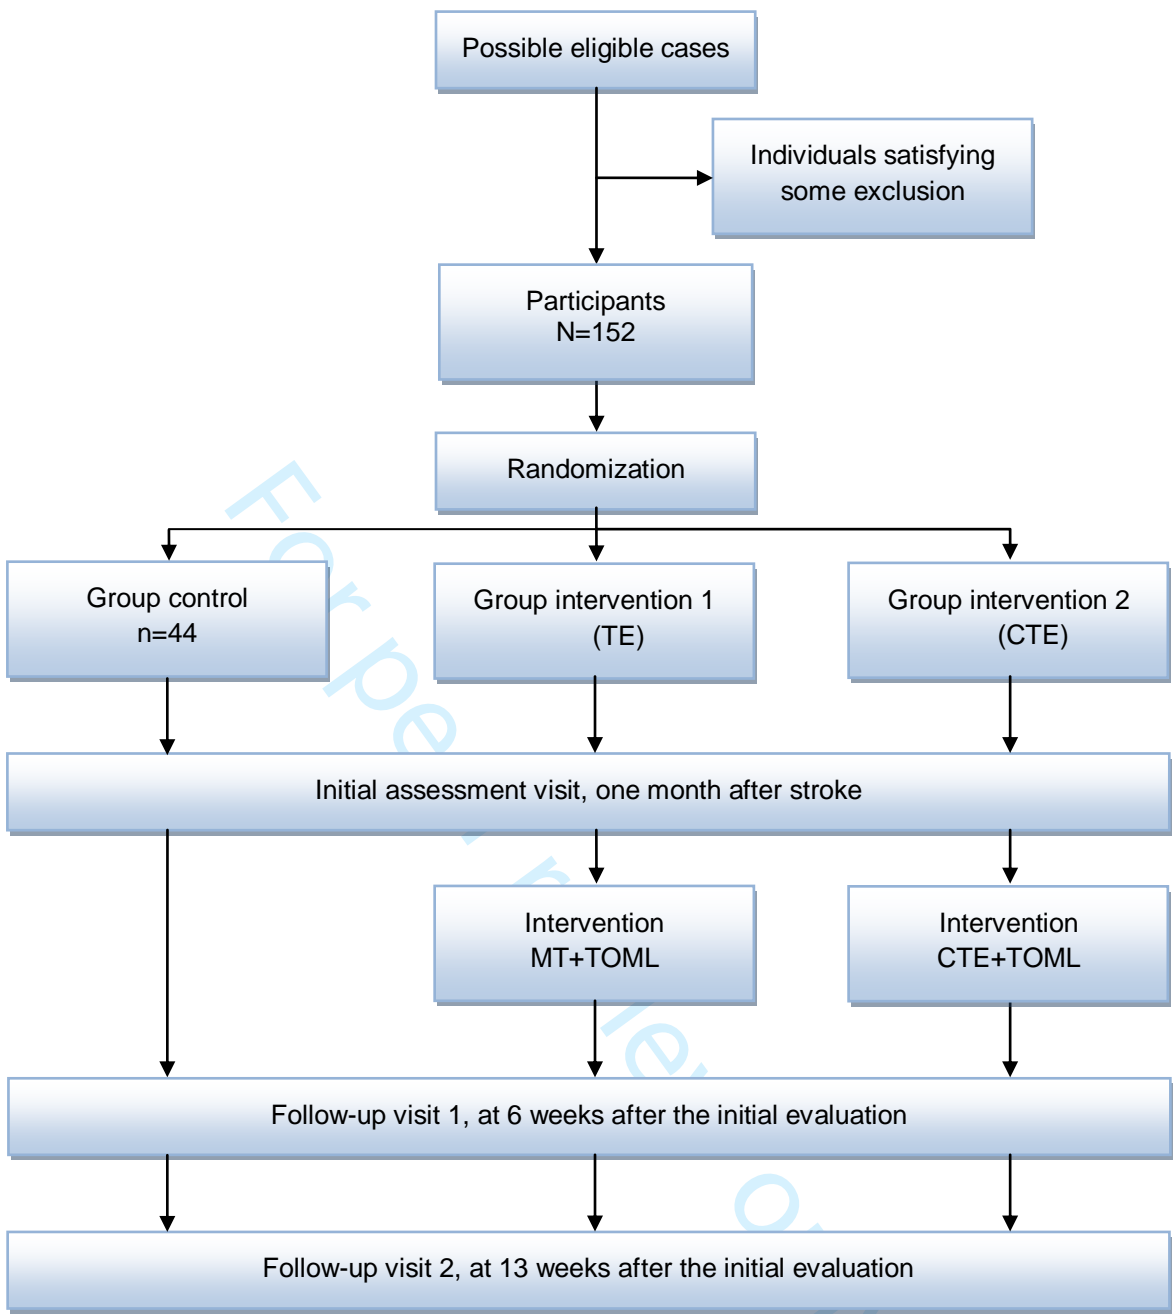 Possible eligible cases
Individuals satisfying
some exclusion
Participants
N=152
Randomization
Group control
n=44
Group intervention 1
(TE)
Group intervention 2
(CTE)
Initial assessment visit, one month after stroke
Intervention
MT+TOML
Intervention
CTE+TOML
Follow-up visit 1, at 6 weeks after the initial evaluation
Follow-up visit 2, at 13 weeks after the initial evaluation
For pe